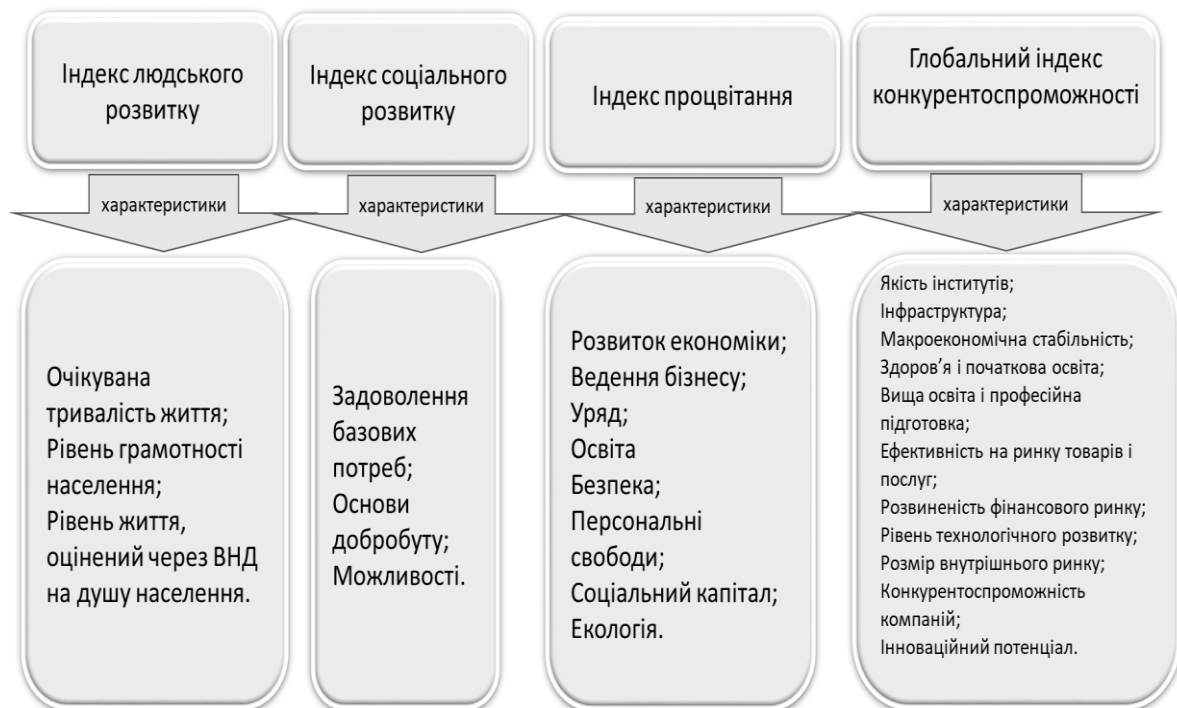 Індекс людського
розвитку
Індекс соціального
розвитку
Індекс процвітання
Глобальний індекс
конкурентоспроможності
характеристики
характеристики
характеристики
характеристики
Очікувана
тривалість життя;
Рівень грамотності
населення;
Рівень життя,
оцінений через ВНД
на душу населення.
Задоволення
базових
потреб;
Основи
добробуту;
Можливості.
Розвиток економіки;
Ведення бізнесу;
Уряд;
Освіта
Безпека;
Персональні
свободи;
Соціальний капітал;
Екологія.
Якість інститутів;
Інфраструктура;
Макроекономічна стабільність;
Здоров’я і початкова освіта;
Вища освіта і професійна
підготовка;
Ефективність на ринку товарів і
послуг;
Розвиненість фінансового ринку;
Рівень технологічного розвитку;
Розмір внутрішнього ринку;
Конкурентоспроможність
компаній;
Інноваційний потенціал.